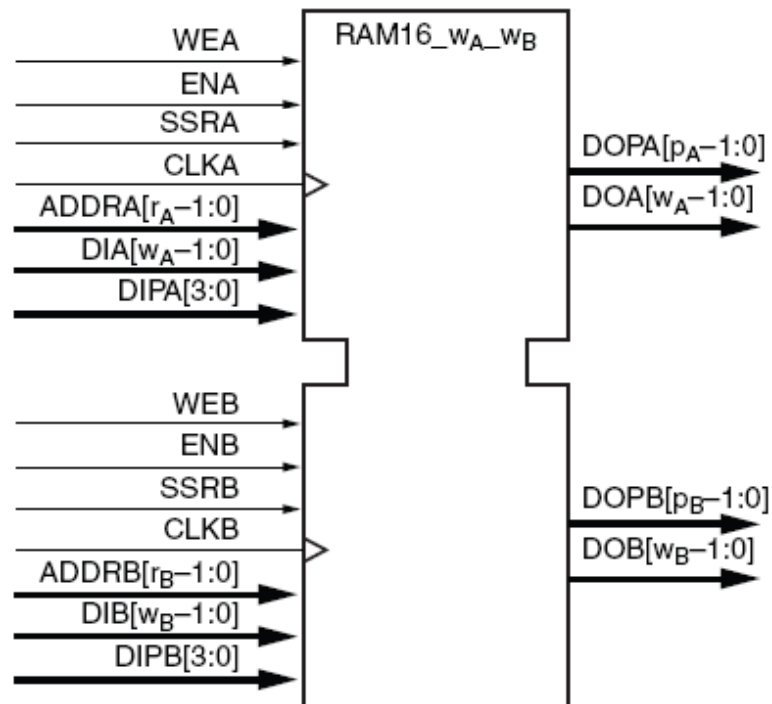 RAM16_wA_wB
WEA
ENA
SSRA
CLKA
ADDRA[rA–1:0]
DIA[wA–1:0]
DIPA[3:0]
DOPA[pA–1:0]
DOA[wA–1:0]
WEB
ENB
SSRB
CLKB
ADDRB[rB–1:0]
DIB[wB–1:0]
DIPB[3:0]
DOPB[pB–1:0]
DOB[wB–1:0]